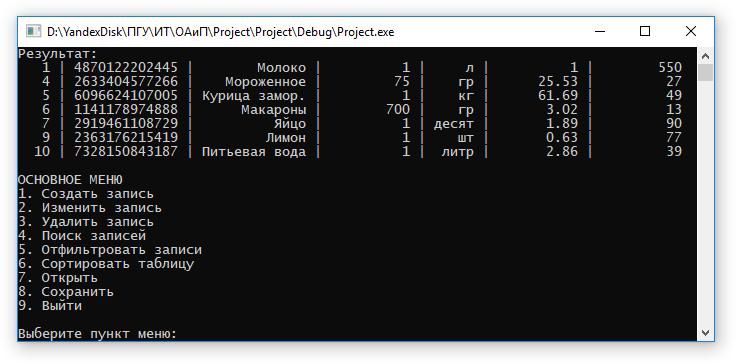 D:\YandexDisk\ПГУ\ИТ\ОАиП\Project\Project\Debug\Project.exe
Результат:
1 | 4870122202445 | Молоко | 1 | л | 1 | 550
4 | 2633404577266 | Мороженное | 75 | гр | 25.53 | 27
5 | 6096624107005 | Курица замор. | 1 | кг | 61.69 | 49
6 | 1141178974888 | Макароны | 700 | гр | 3.02 | 13
7 | 2919461108729 | Яйцо | 1 | десят | 1.89 | 90
9 | 2363176215419 | Лимон | 1 | шт | 0.63 | 77
10 | 7328150843187 | Питьевая вода | 1 | литр | 2.86 | 39
ОСНОВНОЕ МЕНЮ
1. Создать запись
2. Изменить запись
3. Удалить запись
4. Поиск записей
5. Отфильтровать записи
6. Сортировать таблицу
7. Открыть
8. Сохранить
9. Выйти
Выберите пункт меню: